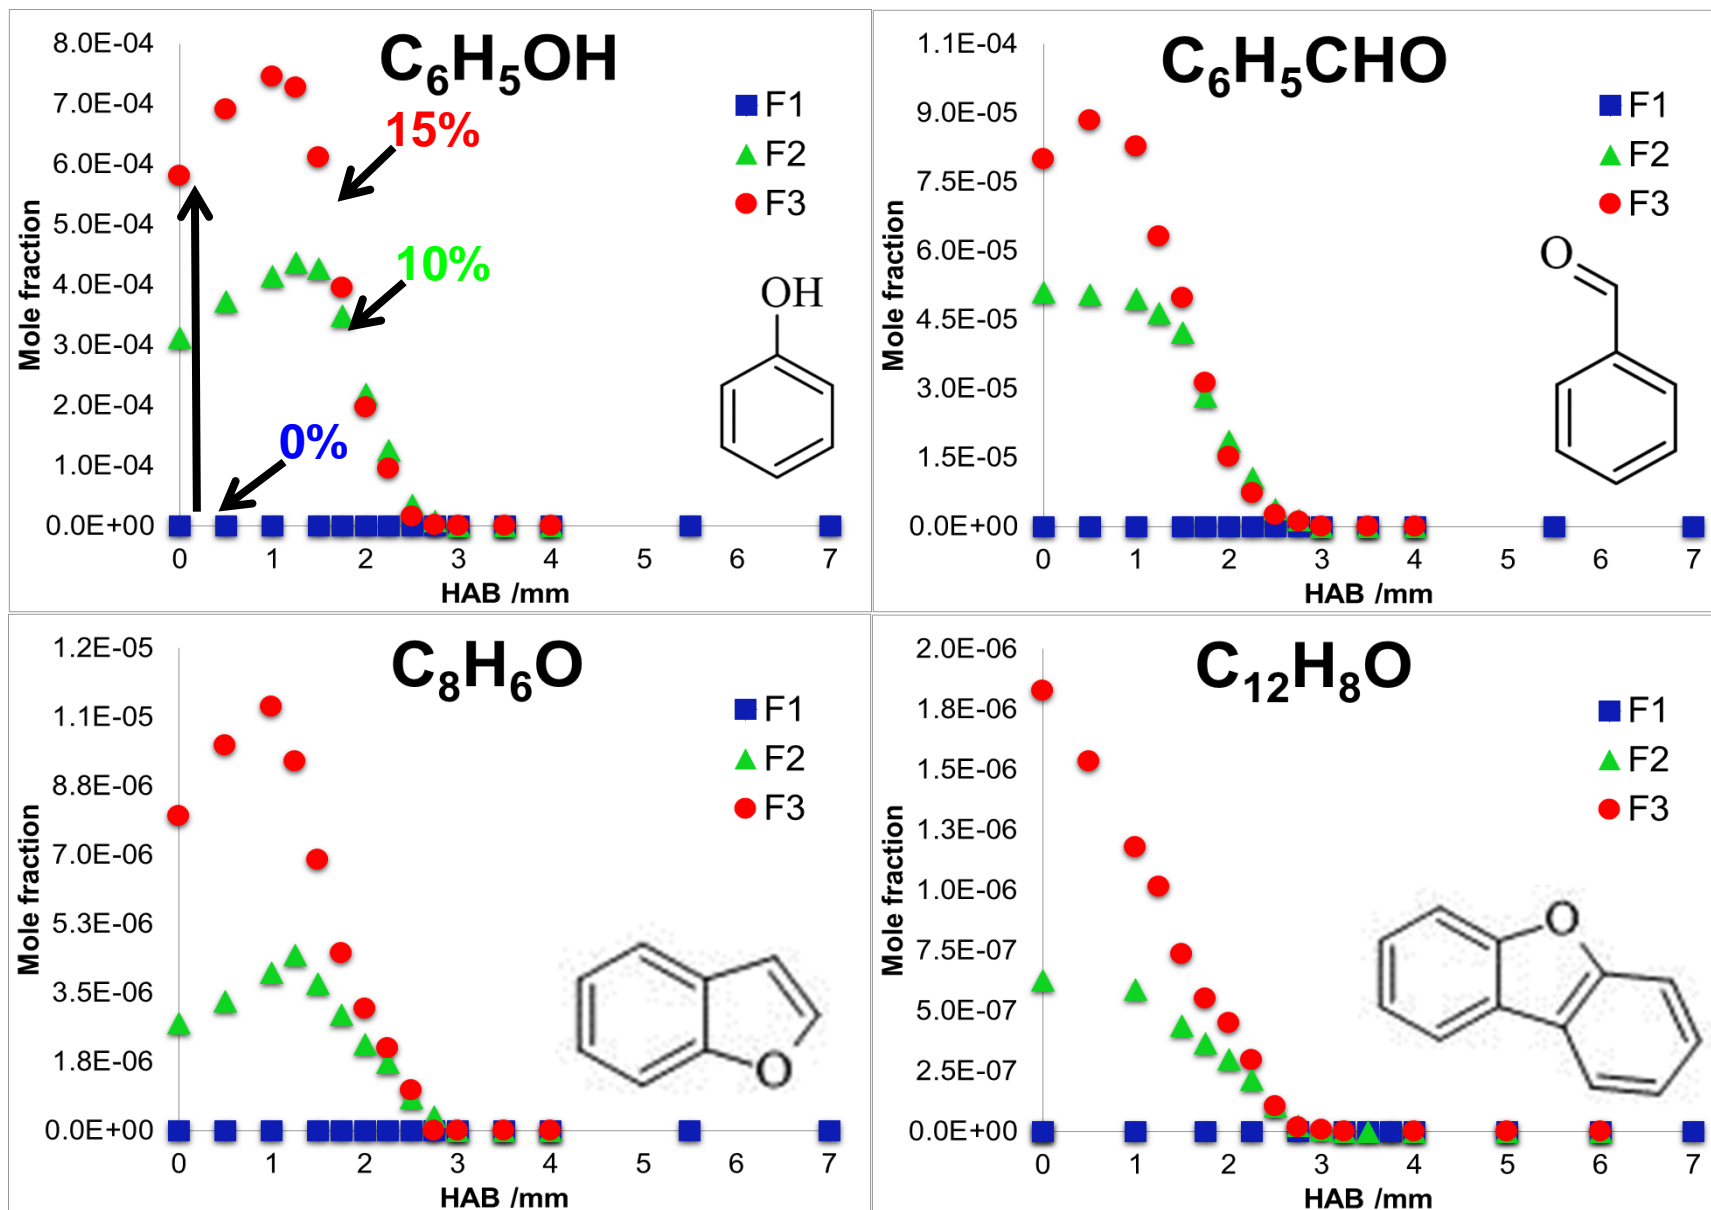 C₆H₅OH
8.0E-04
7.0E-04
6.0E-04
5.0E-04
4.0E-04
3.0E-04
2.0E-04
1.0E-04
0.0E+00
Mole fraction
15%
10%
0%
F1
F2
F3
OH
0 1 2 3 4 5 6 7
HAB /mm
C₆H₅CHO
1.1E-04
9.0E-05
7.5E-05
6.0E-05
4.5E-05
3.0E-05
1.5E-05
0.0E+00
Mole fraction
F1
F2
F3
O
0 1 2 3 4 5 6 7
HAB /mm
C₈H₆O
1.2E-05
1.1E-05
8.8E-06
7.0E-06
5.3E-06
3.5E-06
1.8E-06
0.0E+00
Mole fraction
F1
F2
F3
O
0 1 2 3 4 5 6 7
HAB /mm
C₁₂H₈O
2.0E-06
1.8E-06
1.5E-06
1.3E-06
1.0E-06
7.5E-07
5.0E-07
2.5E-07
0.0E+00
Mole fraction
F1
F2
F3
O
0 1 2 3 4 5 6 7
HAB /mm